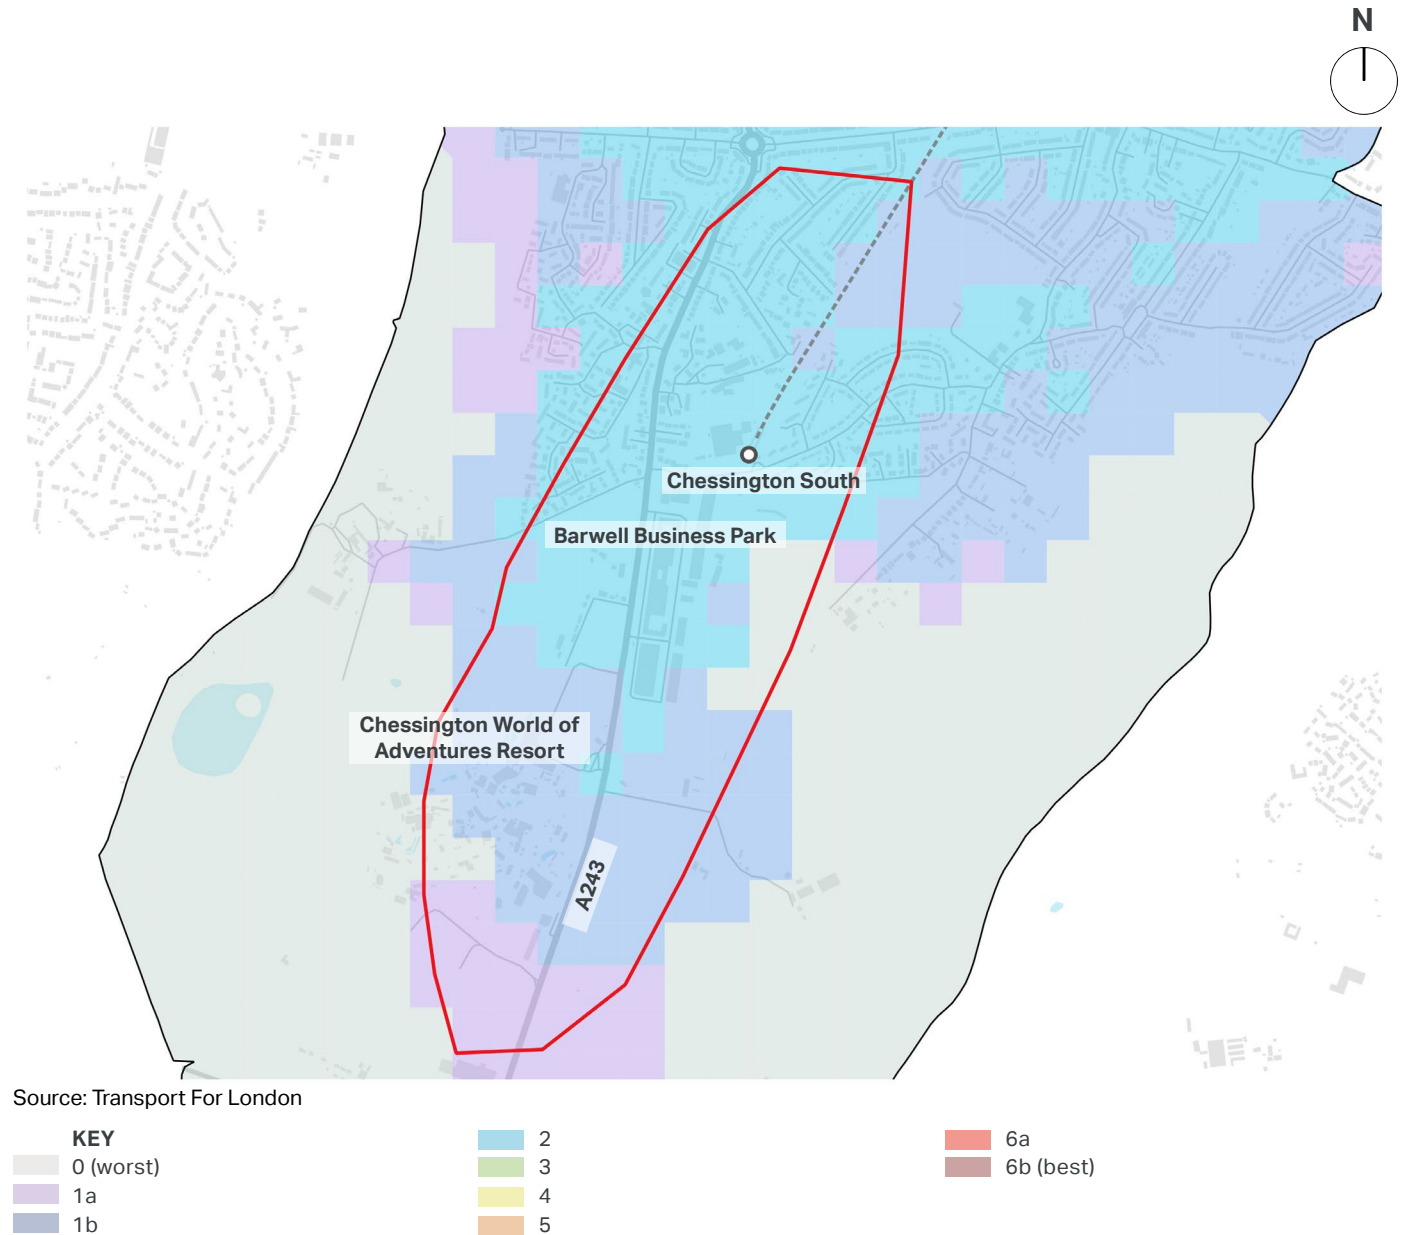 N
Chessington South
Barwell Business Park
Chessington World of
Adventures Resort
A243
Source: Transport For London
KEY
0 (worst)
1a
1b
2
3
4
5
6a
6b (best)